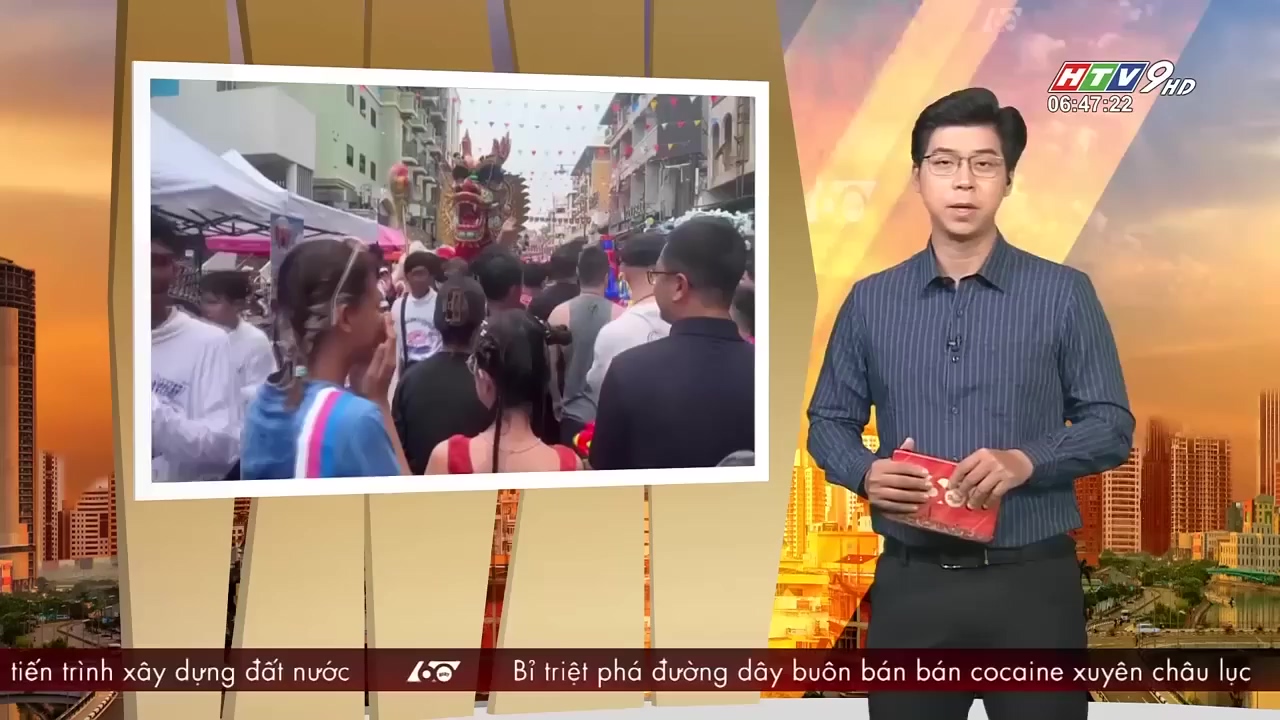 HTV9HD
06:47:22
tiến trình xây dựng đất nước 60 Bỉ triệt phá đường dây buôn bán bán cocaine xuyên châu lục